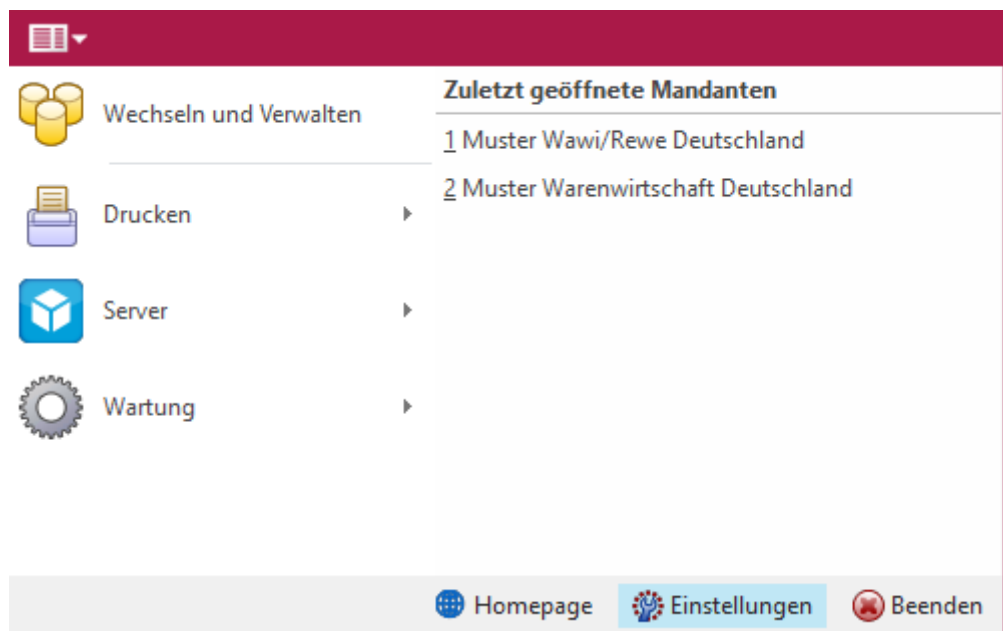 Wechseln und Verwalten
Drucken
Server
Wartung
Zuletzt geöffnete Mandanten
1 Muster Wawi/Rewe Deutschland
2 Muster Warenwirtschaft Deutschland
Homepage Einstellungen Beenden